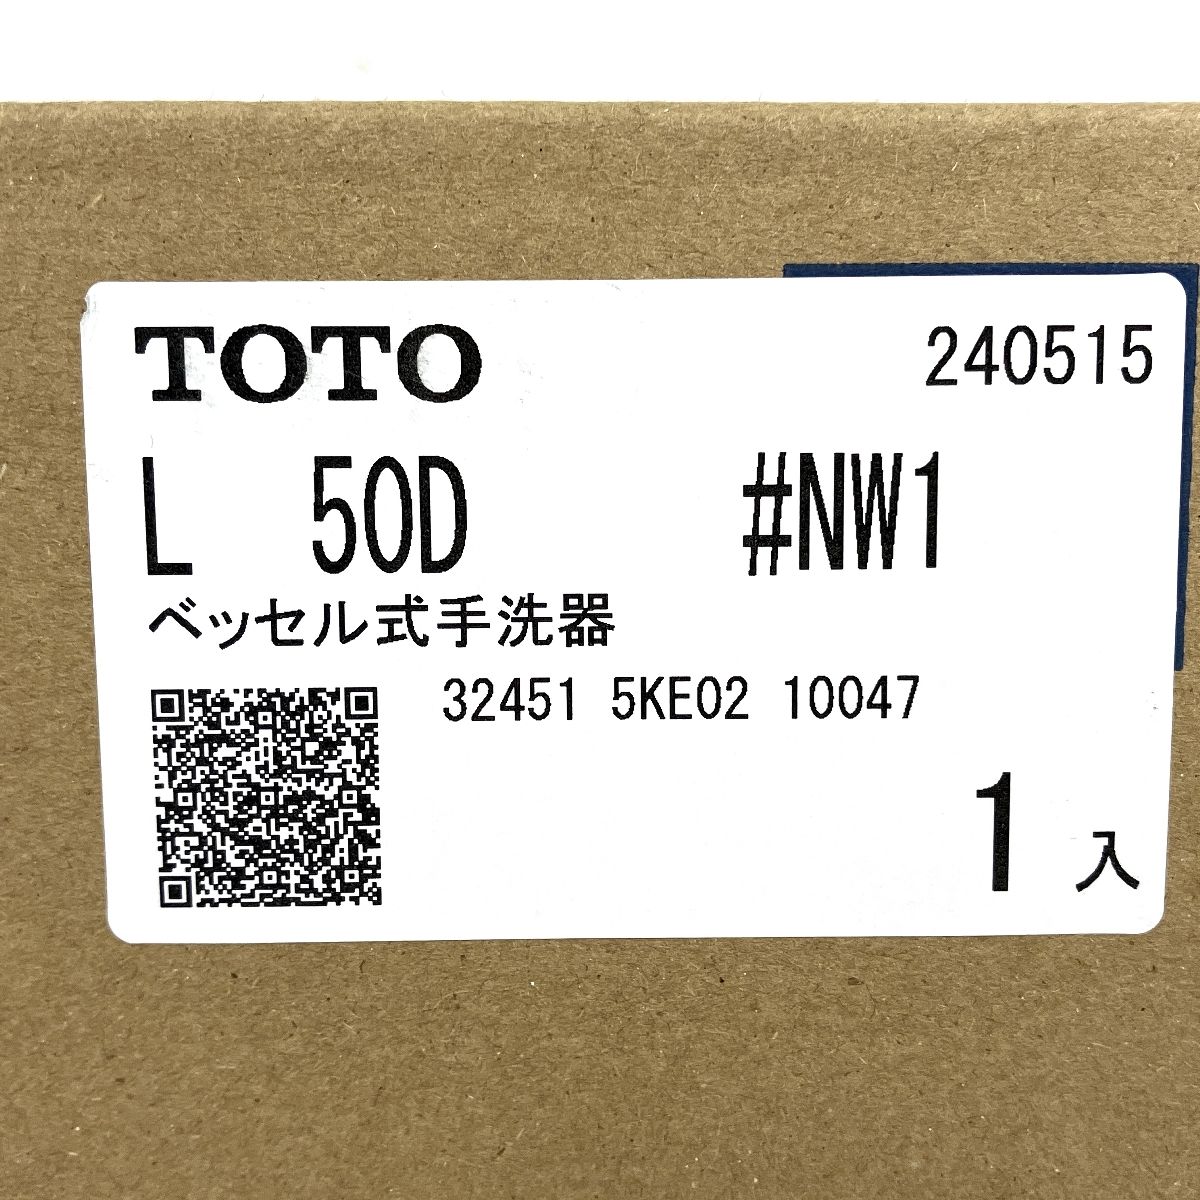 TOTO 240515
L 50D #NW1
ベッセル式手洗器
32451 5KE02 10047
1入